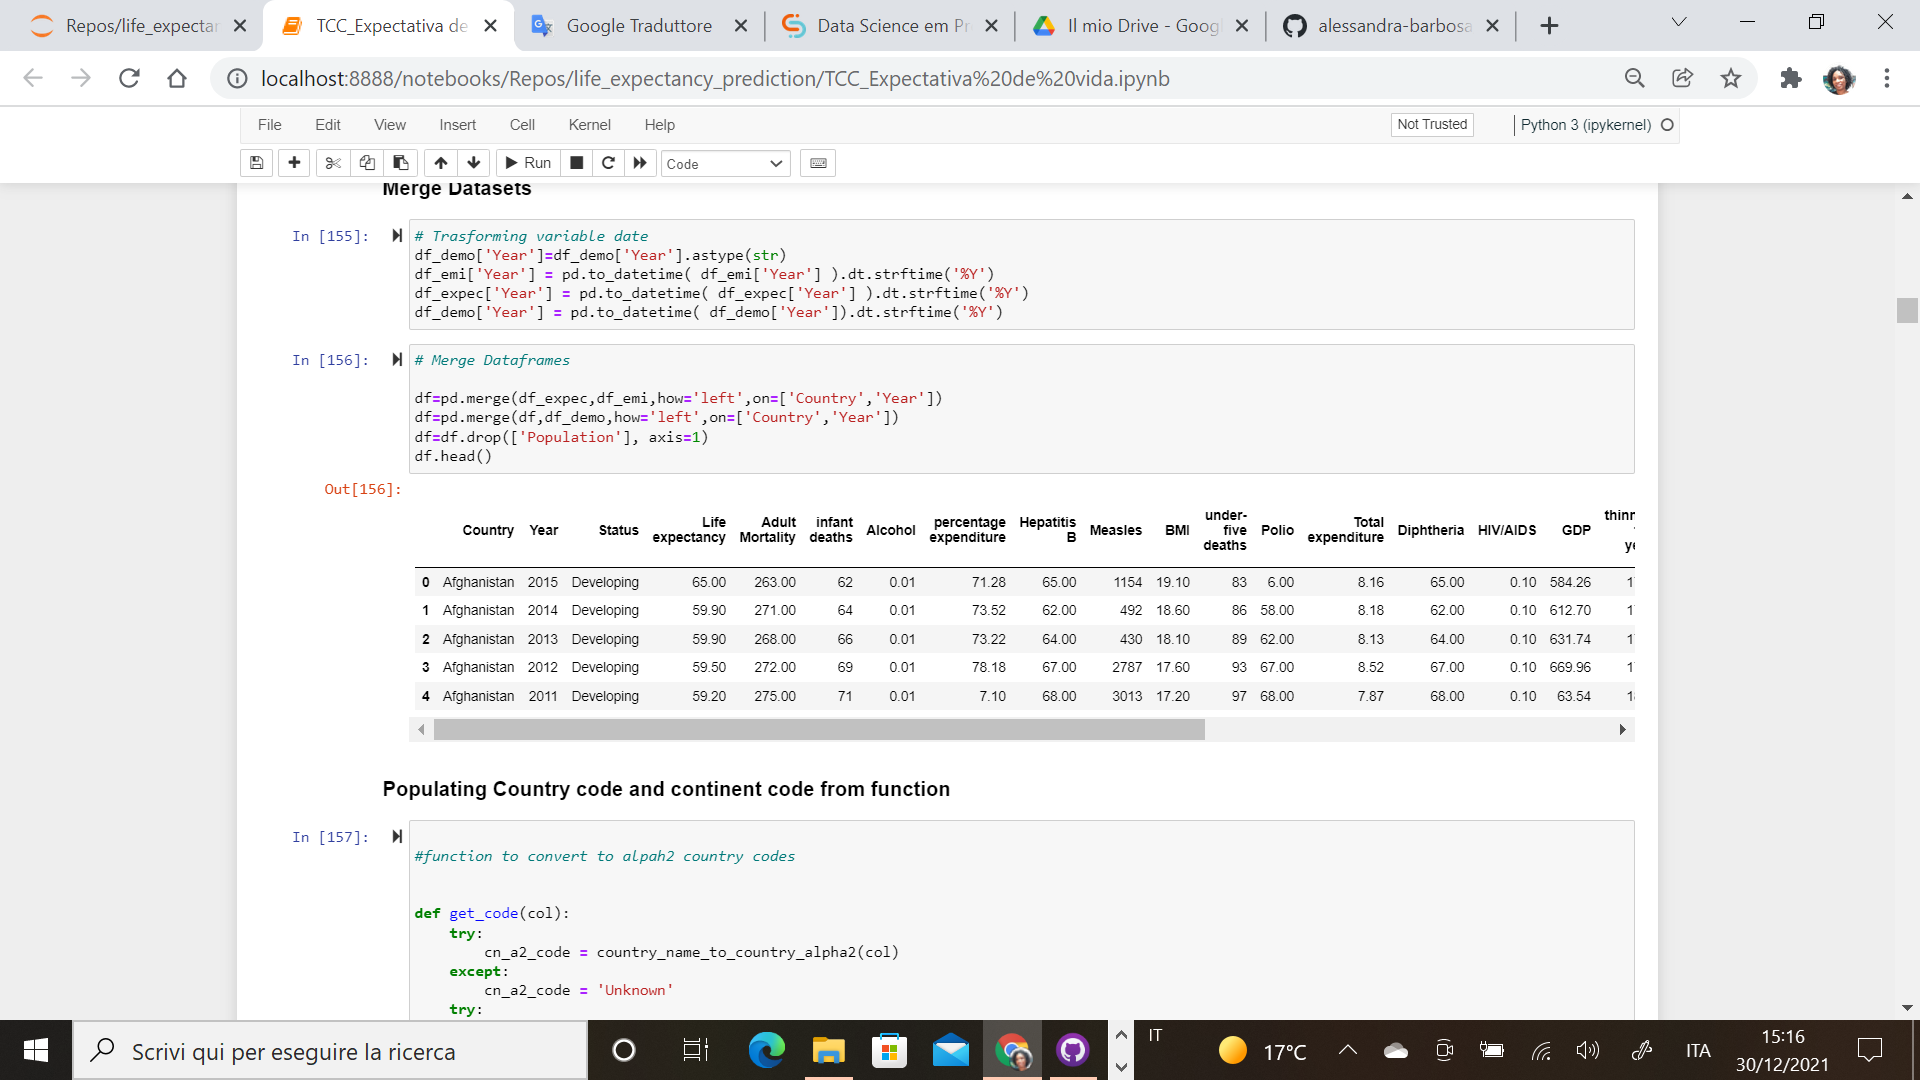 Repos/life_expectan
TCC_Expectativa de
Google Traduttore
Data Science em Pr
Il mio Drive - Googl
alessandra-barbosa
localhost:8888/notebooks/Repos/life_expectancy_prediction/TCC_Expectativa%20de%20vida.ipynb
File Edit View Insert Cell Kernel Help
Not Trusted
Python 3 (ipykernel)
Run
Code
Merge Datasets
In [155]:
# Trasforming variable date
df_demo['Year']=df_demo['Year'].astype(str)
df_emi['Year'] = pd.to_datetime( df_emi['Year'] ).dt.strftime('%Y')
df_expec['Year'] = pd.to_datetime( df_expec['Year'] ).dt.strftime('%Y')
df_demo['Year'] = pd.to_datetime( df_demo['Year']).dt.strftime('%Y')
In [156]:
# Merge Dataframes
df=pd.merge(df_expec,df_emi,how='left',on=['Country','Year'])
df=pd.merge(df,df_demo,how='left',on=['Country','Year'])
df=df.drop(['Population'], axis=1)
df.head()
Out[156]:
Country Year Status Life expectancy Adult Mortality infant deaths Alcohol percentage expenditure Hepatitis B Measles BMI under-five deaths Polio Total expenditure Diphtheria HIV/AIDS GDP
0 Afghanistan 2015 Developing 65.00 263.00 62 0.01 71.28 65.00 1154 19.10 83 6.00 8.16 65.00 0.10 584.26
1 Afghanistan 2014 Developing 59.90 271.00 64 0.01 73.52 62.00 492 18.60 86 58.00 8.18 62.00 0.10 612.70
2 Afghanistan 2013 Developing 59.90 268.00 66 0.01 73.22 64.00 430 18.10 89 62.00 8.13 64.00 0.10 631.74
3 Afghanistan 2012 Developing 59.50 272.00 69 0.01 78.18 67.00 2787 17.60 93 67.00 8.52 67.00 0.10 669.96
4 Afghanistan 2011 Developing 59.20 275.00 71 0.01 7.10 68.00 3013 17.20 97 68.00 7.87 68.00 0.10 63.54
Populating Country code and continent code from function
In [157]:
#function to convert to alpah2 country codes
def get_code(col):
try:
cn_a2_code = country_name_to_country_alpha2(col)
except:
cn_a2_code = 'Unknown'
try:
Scrivi qui per eseguire la ricerca
IT
17°C
ITA
15:16
30/12/2021